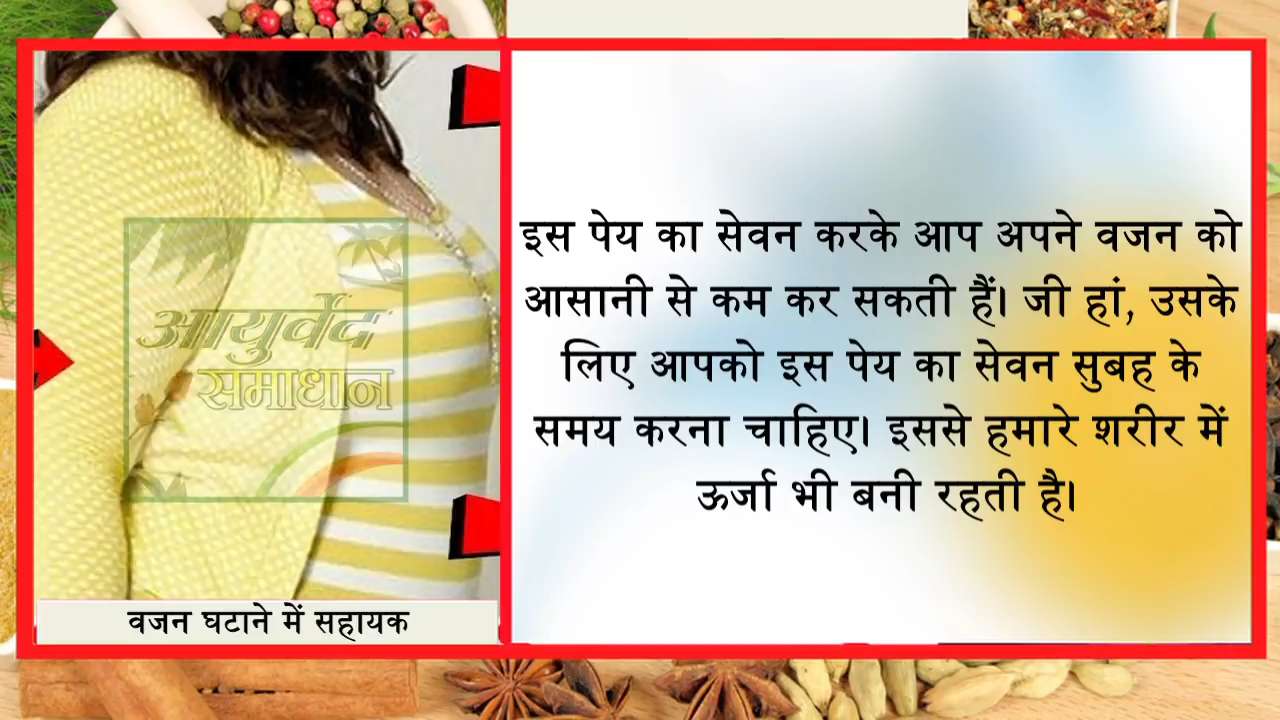 आयुर्वेद
समाधान
वजन घटाने में सहायक
इस पेय का सेवन करके आप अपने वजन को
आसानी से कम कर सकती हैं। जी हां, उसके
लिए आपको इस पेय का सेवन सुबह के
समय करना चाहिए। इससे हमारे शरीर में
ऊर्जा भी बनी रहती है।